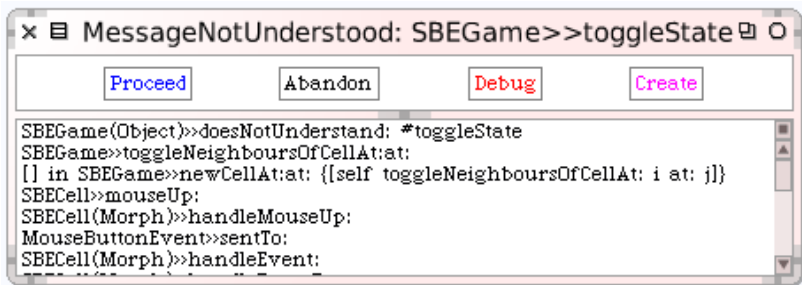 MessageNotUnderstood: SBEGame>>toggleState
Proceed Abandon Debug Create
SBEGame(Object)>>doesNotUnderstand: #toggleState
SBEGame>>toggleNeighboursOfCellAt:at:
[] in SBEGame>>newCellAt:at: {[self toggleNeighboursOfCellAt: i at: j]}
SBECell>>mouseUp:
SBECell(Morph)>>handleMouseUp:
MouseButtonEvent>>sentTo:
SBECell(Morph)>>handleEvent: